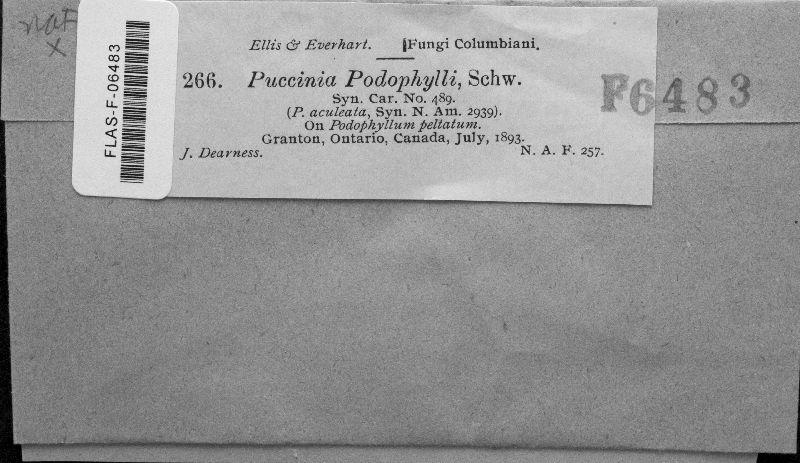 naF
x
FLAS-F-06483
Ellis & Everhart. Fungi Columbiani.
266. Puccinia Podophylli, Schw.
Syn. Car. No. 489.
(P. aculeata, Syn. N. Am. 2939).
On Podophyllum peltatum.
Granton, Ontario, Canada, July, 1893.
J. Dearness. N. A. F. 257.
F6483